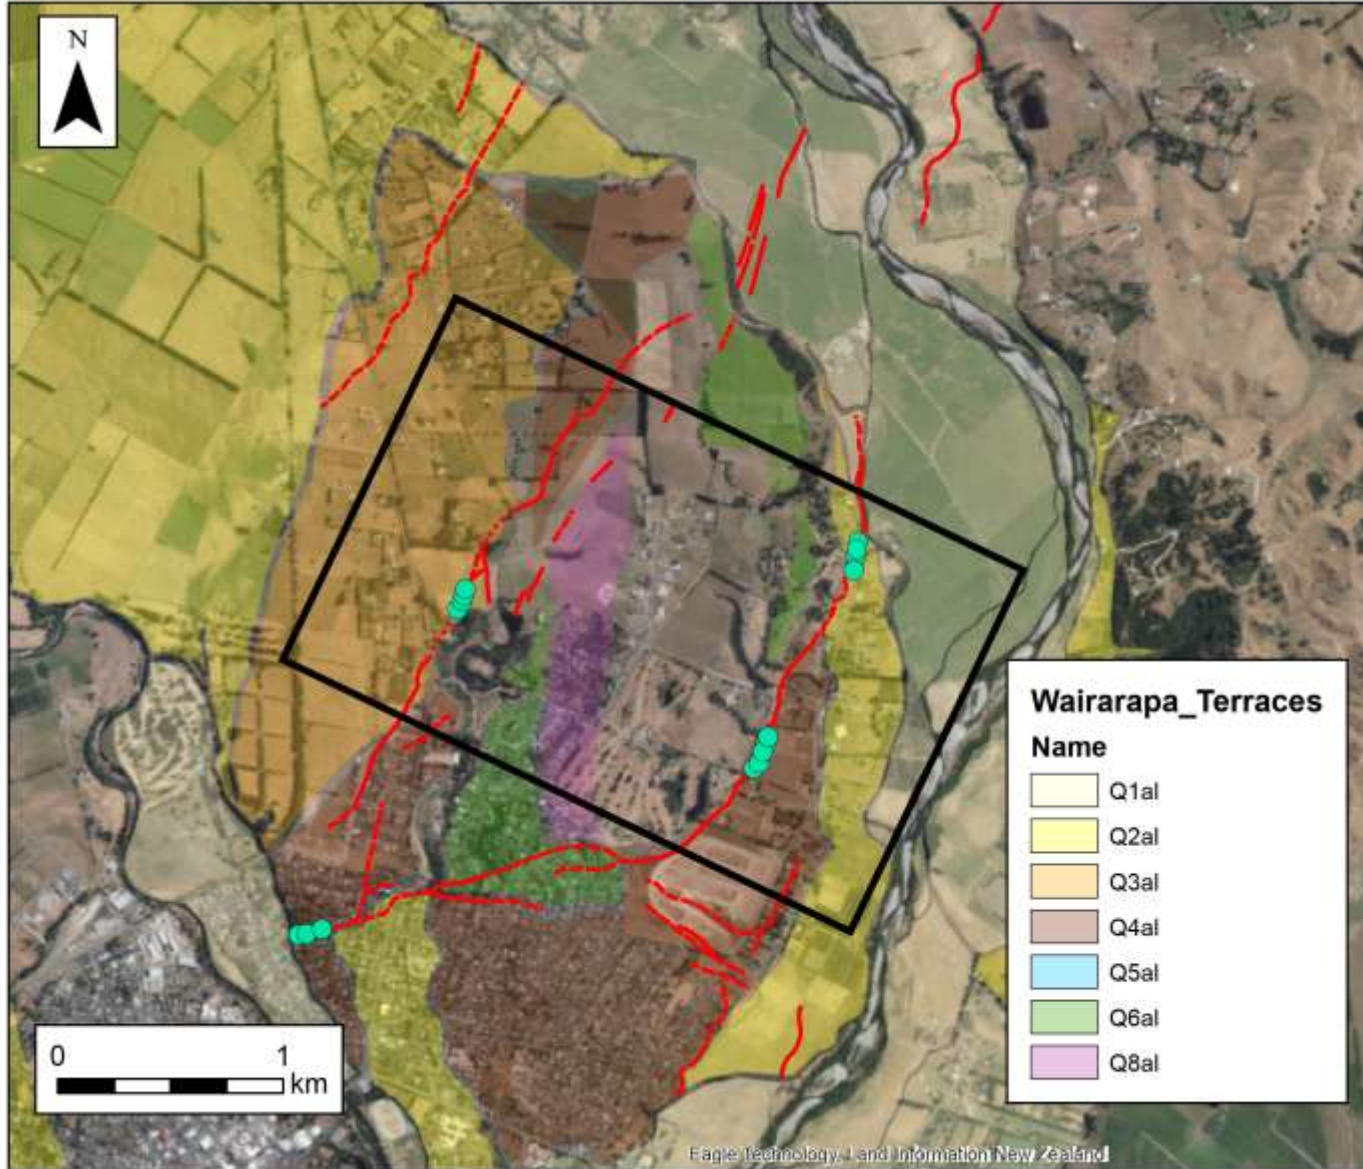 N
Wairarapa_Terraces
Name
Q1al
Q2al
Q3al
Q4al
Q5al
Q6al
Q8al
0 1
km
Eagle Technology, Land Information New Zealand